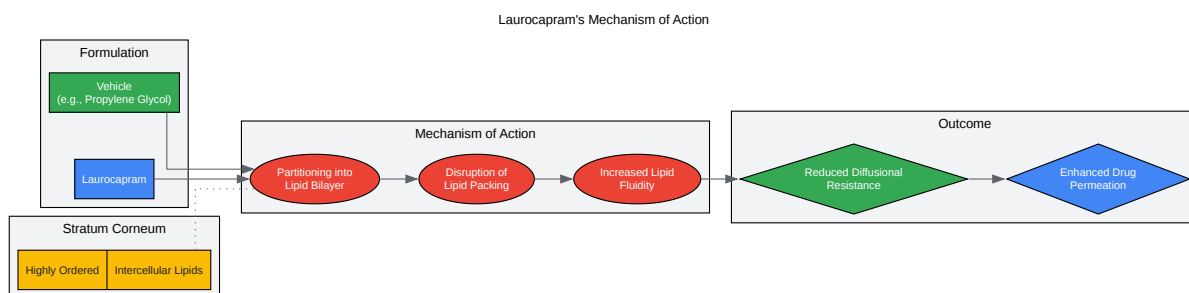 Laurocapram's Mechanism of Action
Formulation
Vehicle
(e.g., Propylene Glycol)
Laurocapram
Stratum Corneum
Highly Ordered
Intercellular Lipids
Mechanism of Action
Partitioning into
Lipid Bilayer
Disruption of
Lipid Packing
Increased Lipid
Fluidity
Outcome
Reduced Diffusional
Resistance
Enhanced Drug
Permeation